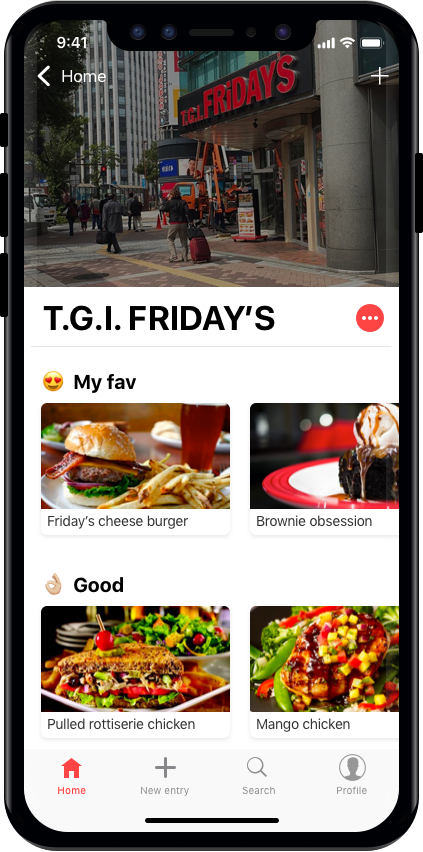 9:41
Home
T.G.I. FRIDAY'S
T.G.I. FRIDAY'S
My fav
Friday's cheese burger
Brownie obsession
Good
Pulled rottiserie chicken
Mango chicken
Home
New entry
Search
Profile